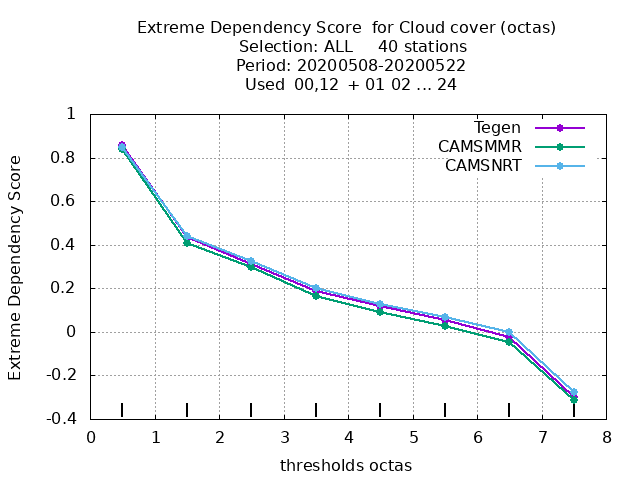 Extreme Dependency Score  for Cloud cover (octas)
Selection: ALL     40 stations
Period: 20200508-20200522
Used  00,12  + 01 02 ... 24
Tegen
CAMSMMR
CAMSNRT
Extreme Dependency Score
1
0.8
0.6
0.4
0.2
0
-0.2
-0.4
0 1 2 3 4 5 6 7 8
thresholds octas